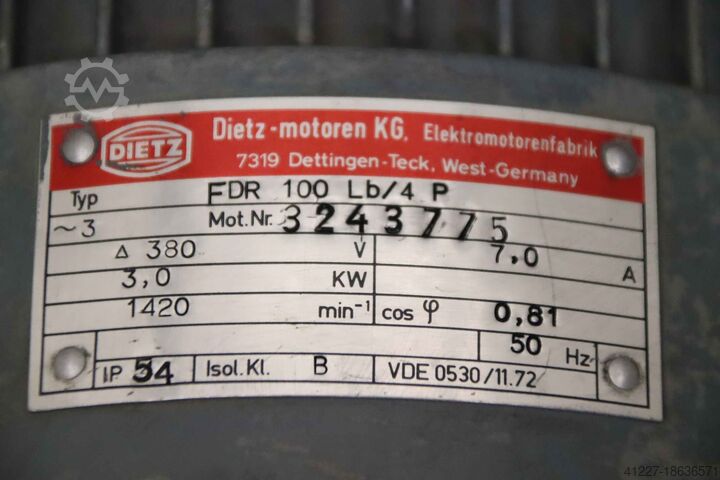 DIETZ
Dietz-motoren KG. Elektromotorenfabrik
7319 Dettingen-Teck, West-Germany
Typ FDR 100 Lb/4 P
~3 Mot.Nr. 3243775
Δ 380 V 7,0 A
3,0 KW
1420 min⁻¹ cos φ 0,81
50 Hz
IP 54 Isol. Kl. B VDE 0530/11.72
41227-18636571